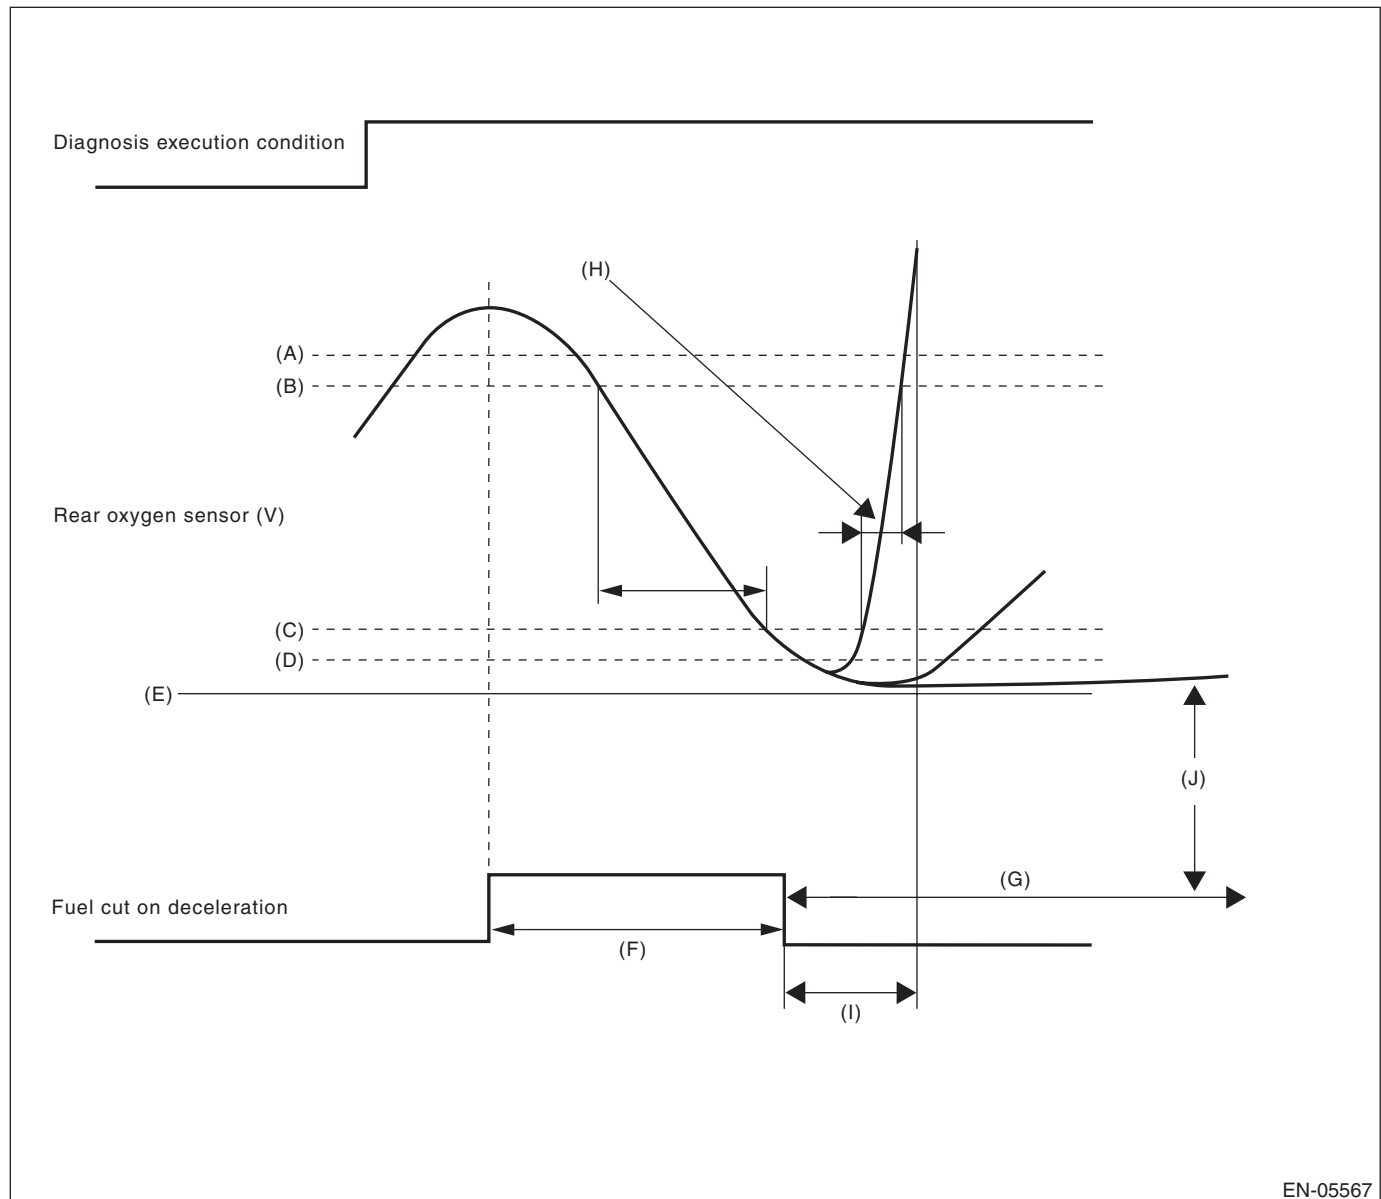 Diagnosis execution condition
(H)
(A)
(B)
Rear oxygen sensor (V)
(C)
(D)
(E)
(J)
(G)
Fuel cut on deceleration
(F)
(I)
EN-05567